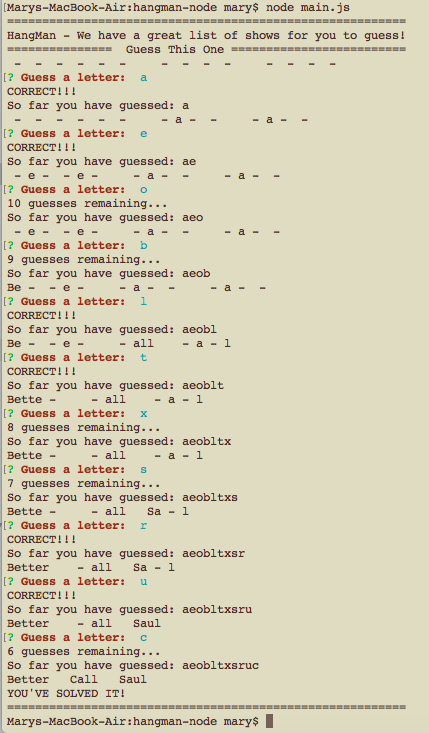 [Marys-MacBook-Air:hangman-node mary$ node main.js
=========================================================
HangMan - We have a great list of shows for you to guess!
===============  Guess This One =========================
 -  -  -  -  -  -     -  -  -  -     -  -  -  -
[? Guess a letter:  a
CORRECT!!!
So far you have guessed: a
 -  -  -  -  -  -     - a -  -     - a -  -
[? Guess a letter:  e
CORRECT!!!
So far you have guessed: ae
 - e -  - e -     - a -  -     - a -  -
[? Guess a letter:  o
10 guesses remaining...
So far you have guessed: aeo
 - e -  - e -     - a -  -     - a -  -
[? Guess a letter:  b
9 guesses remaining...
So far you have guessed: aeob
Be -  - e -     - a -  -     - a -  -
[? Guess a letter:  l
CORRECT!!!
So far you have guessed: aeobl
Be -  - e -     - all    - a - l
[? Guess a letter:  t
CORRECT!!!
So far you have guessed: aeoblt
Bette -     - all    - a - l
[? Guess a letter:  x
8 guesses remaining...
So far you have guessed: aeobltx
Bette -     - all    - a - l
[? Guess a letter:  s
7 guesses remaining...
So far you have guessed: aeobltxs
Bette -     - all   Sa - l
[? Guess a letter:  r
CORRECT!!!
So far you have guessed: aeobltxsr
Better    - all   Sa - l
[? Guess a letter:  u
CORRECT!!!
So far you have guessed: aeobltxsru
Better    - all   Saul
[? Guess a letter:  c
6 guesses remaining...
So far you have guessed: aeobltxsruc
Better   Call   Saul
YOU'VE SOLVED IT!
=========================================================
Marys-MacBook-Air:hangman-node mary$